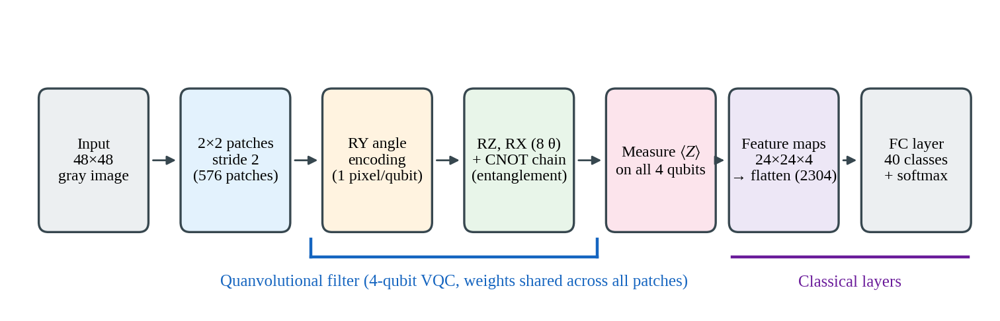 Input
48×48
gray image
2×2 patches
stride 2
(576 patches)
RY angle
encoding
(1 pixel/qubit)
RZ, RX (8 θ)
+ CNOT chain
(entanglement)
Measure ⟨Z⟩
on all 4 qubits
Feature maps
24×24×4
→ flatten (2304)
FC layer
40 classes
+ softmax
Quanvolutional filter (4-qubit VQC, weights shared across all patches)
Classical layers